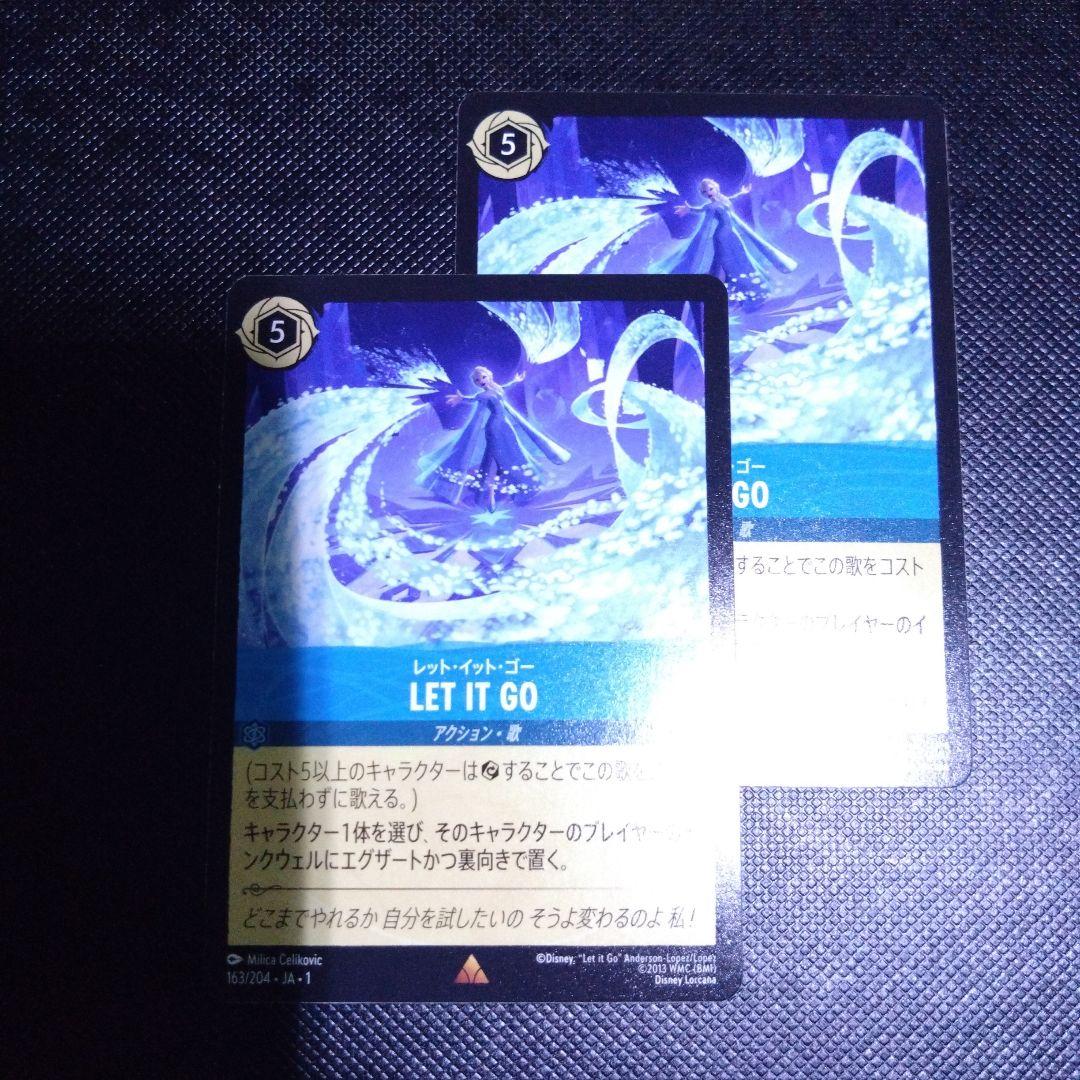 5
ゴー
GO
歌
することでこの歌をコスト
プレイヤーのイ
5
レット・イット・ゴー
LET IT GO
アクション・歌
(コスト5以上のキャラクターは することでこの歌を
を支払わずに歌える。)
キャラクター1体を選び、そのキャラクターのプレイヤー
ンクウェルにエグザートかつ裏向きで置く。
どこまでやれるか 自分を試したいの そうよ変わるのよ 私!
Milica Celikovic
163/204・JA・1
©Disney, "Let it Go" Anderson-Lopez/Lopez
©2013 WMC (BMI)
Disney Lorcana